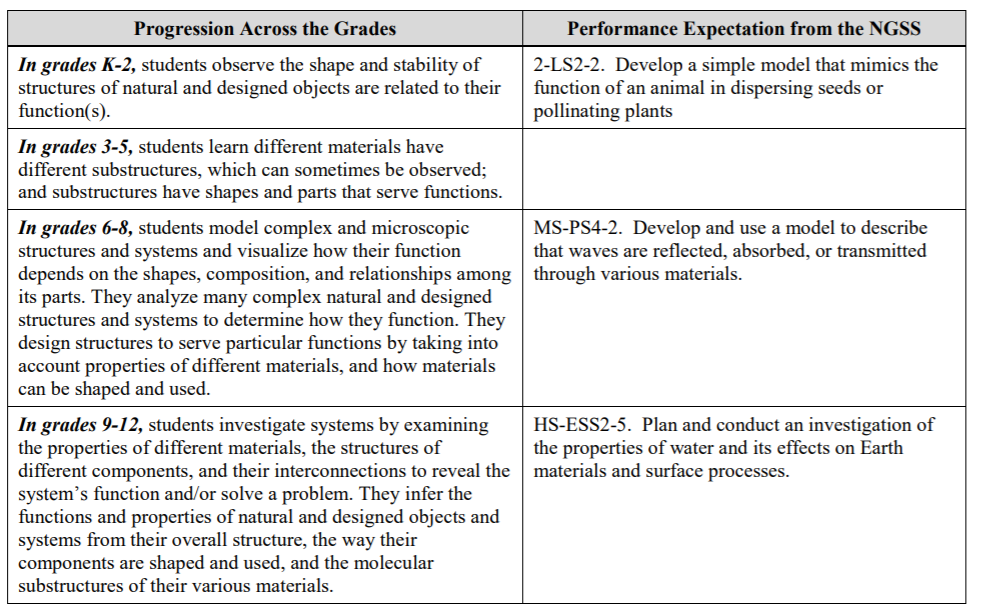 Progression Across the Grades
Performance Expectation from the NGSS
In grades K-2, students observe the shape and stability of
structures of natural and designed objects are related to their
function(s).
2-LS2-2.  Develop a simple model that mimics the
function of an animal in dispersing seeds or
pollinating plants
In grades 3-5, students learn different materials have
different substructures, which can sometimes be observed;
and substructures have shapes and parts that serve functions.
In grades 6-8, students model complex and microscopic
structures and systems and visualize how their function
depends on the shapes, composition, and relationships among
its parts. They analyze many complex natural and designed
structures and systems to determine how they function. They
design structures to serve particular functions by taking into
account properties of different materials, and how materials
can be shaped and used.
MS-PS4-2.  Develop and use a model to describe
that waves are reflected, absorbed, or transmitted
through various materials.
In grades 9-12, students investigate systems by examining
the properties of different materials, the structures of
different components, and their interconnections to reveal the
system’s function and/or solve a problem. They infer the
functions and properties of natural and designed objects and
systems from their overall structure, the way their
components are shaped and used, and the molecular
substructures of their various materials.
HS-ESS2-5.  Plan and conduct an investigation of
the properties of water and its effects on Earth
materials and surface processes.